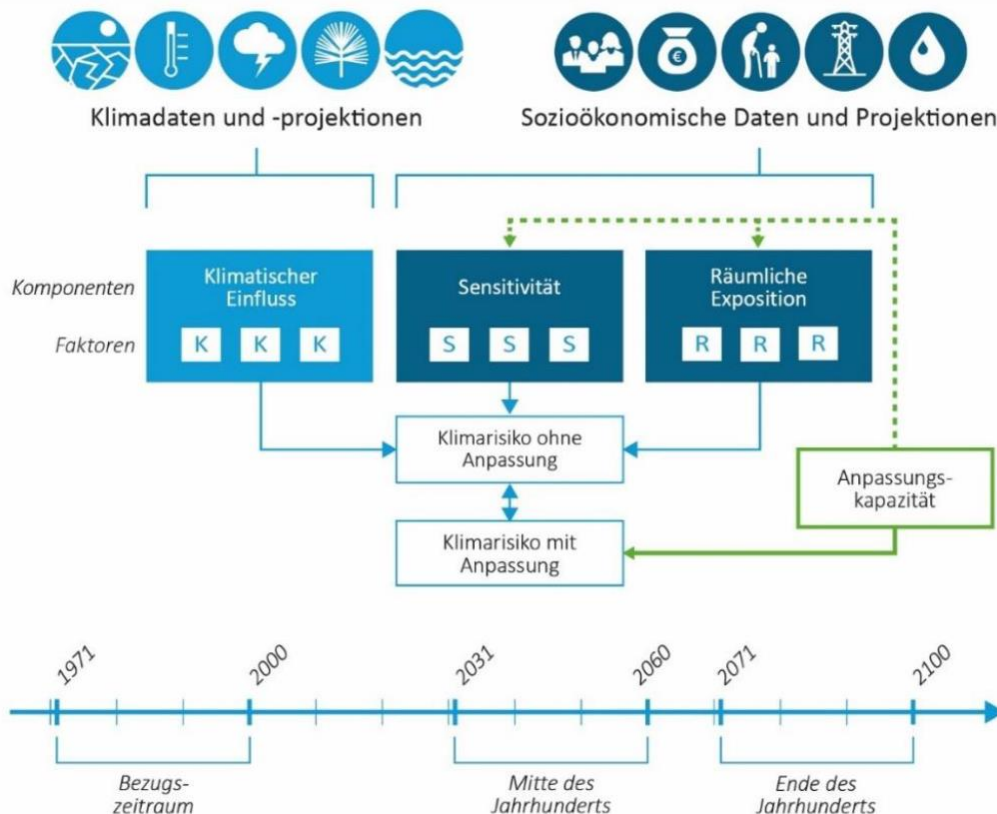 €
Klimadaten und -projektionen
Sozioökonomische Daten und Projektionen
Komponenten
Faktoren
Klimatischer
Einfluss
K K K
Sensitivität
S S S
Räumliche
Exposition
R R R
Klimarisiko ohne
Anpassung
Klimarisiko mit
Anpassung
Anpassungs-
kapazität
1971
2000
2031
2060
2071
2100
Bezugs-
zeitraum
Mitte des
Jahrhunderts
Ende des
Jahrhunderts